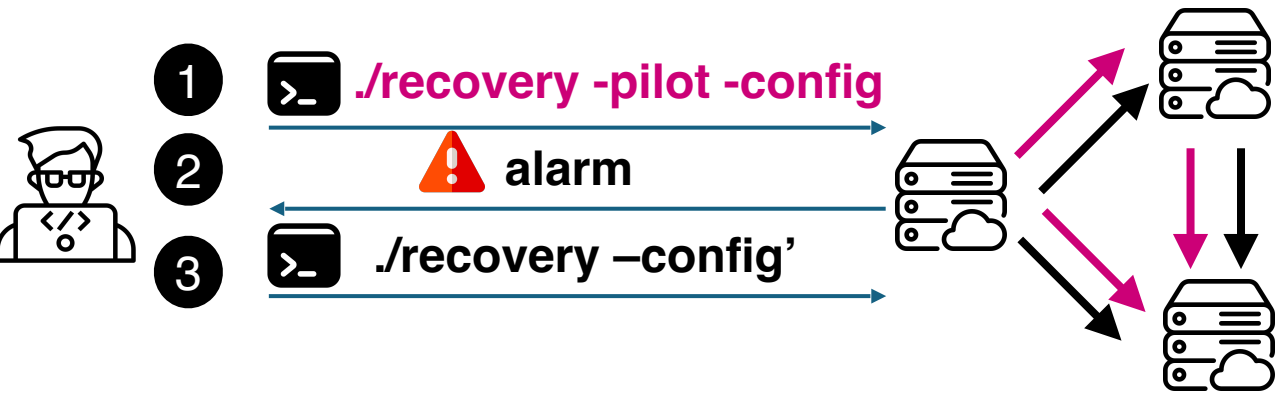 1
>_ ./recovery -pilot -config
2
! alarm
3
>_ ./recovery –config’
</>